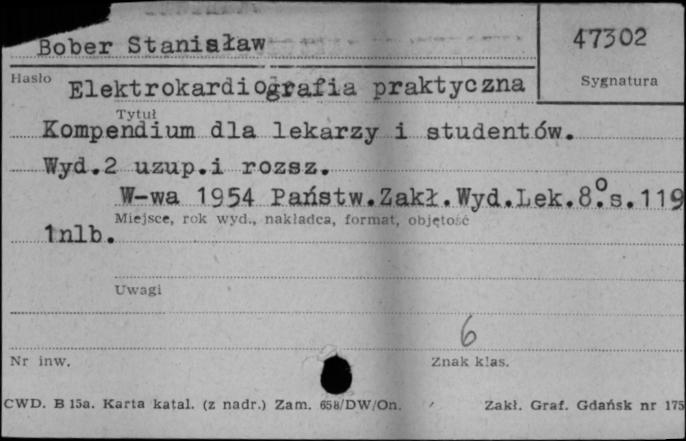 Bober Stanisław
47302
Hasło
Sygnatura
Elektrokardiografia praktyczna
Tytuł
Kompendium dla lekarzy i studentów.
Wyd.2 uzup.i rozsz.
W-wa 1954 Państw.Zakł.Wyd.Lek.8°.s.119
Miejsce, rok wyd., nakładca, format, objętość
1nlb.
Uwagi
6
Nr inw.
Znak klas.
CWD. B 15a. Karta katal. (z nadr.) Zam. 658/DW/On.
Zakł. Graf. Gdańsk nr 175